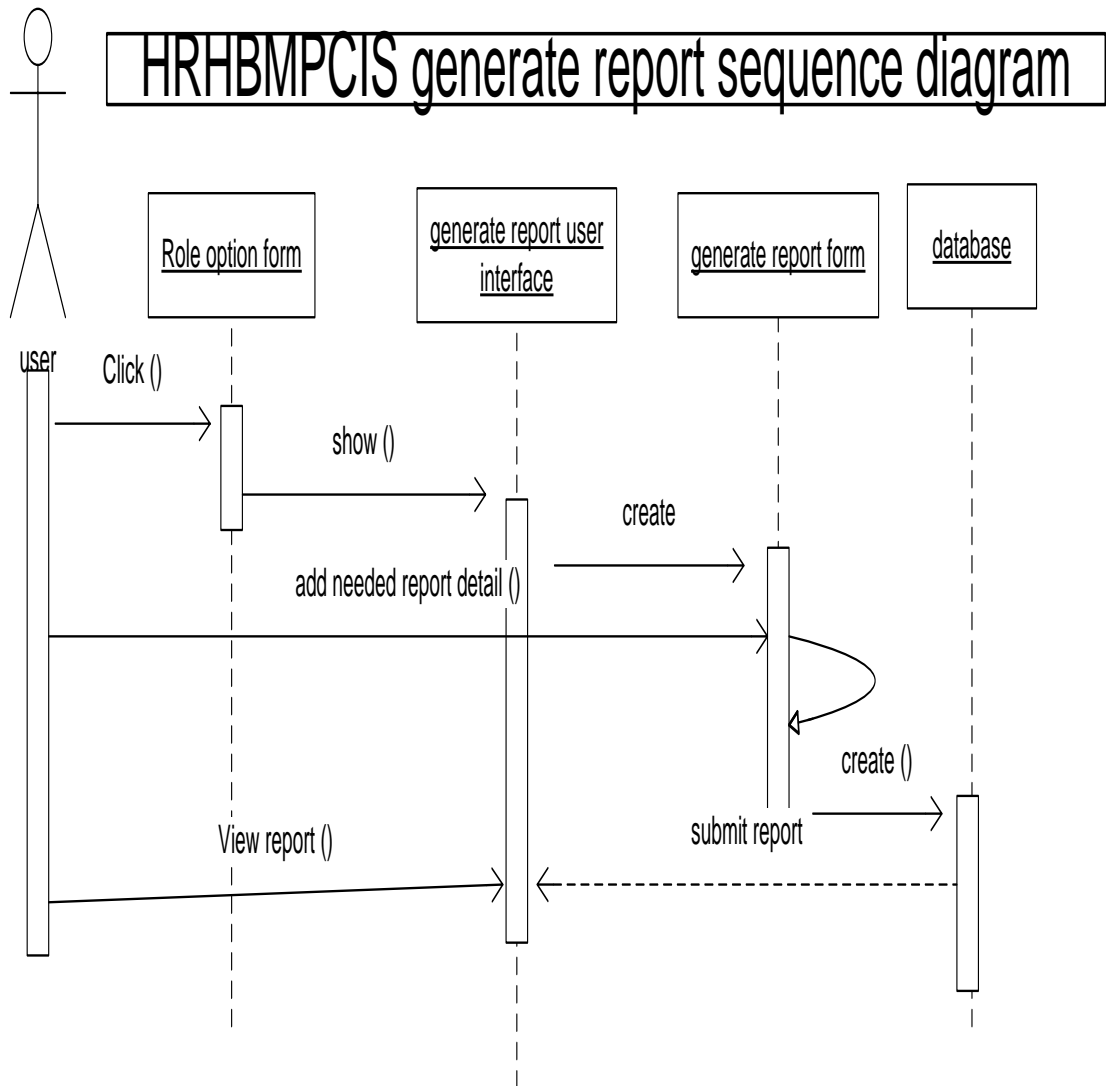 HRHBMPCIS generate report sequence diagram
Role option form
generate report user
interface
generate report form
database
user
Click ()
show ()
create
add needed report detail ()
create ()
submit report
View report ()